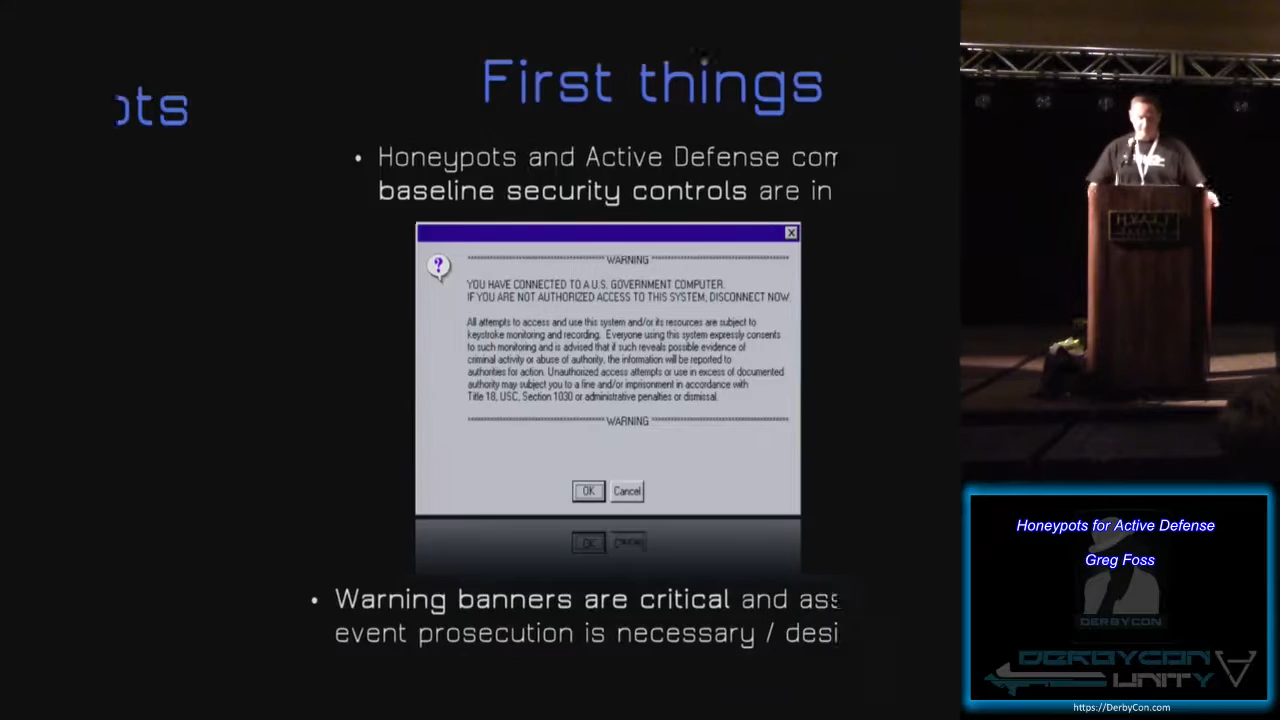 ots
First things
• Honeypots and Active Defense com
baseline security controls are in
WARNING
YOU HAVE CONNECTED TO A U.S. GOVERNMENT COMPUTER.
IF YOU ARE NOT AUTHORIZED ACCESS TO THIS SYSTEM, DISCONNECT NOW.
All attempts to access and use this system and/or its resources are subject to
keystroke monitoring and recording. Everyone using this system expressly consents
to such monitoring and is advised that if such reveals possible evidence of
criminal activity or abuse of authority, the information will be reported to
authorities for action. Unauthorized access attempts or use in excess of documented
authority may subject you to a fine and/or imprisonment in accordance with
Title 18, USC, Section 1030 or administrative penalties or dismissal.
WARNING
OK Cancel
• Warning banners are critical and ass
event prosecution is necessary / desi
HYATT
Honeypots for Active Defense
Greg Foss
DERBYCON
DERBYCON
UNITY
https://DerbyCon.com